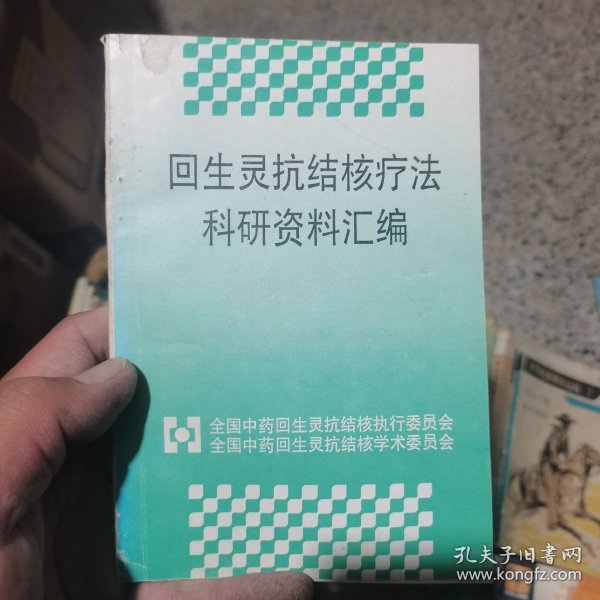 回生灵抗结核疗法
科研资料汇编
全国中药回生灵抗结核执行委员会
全国中药回生灵抗结核学术委员会
孔夫子旧书网
www.kongfz.com